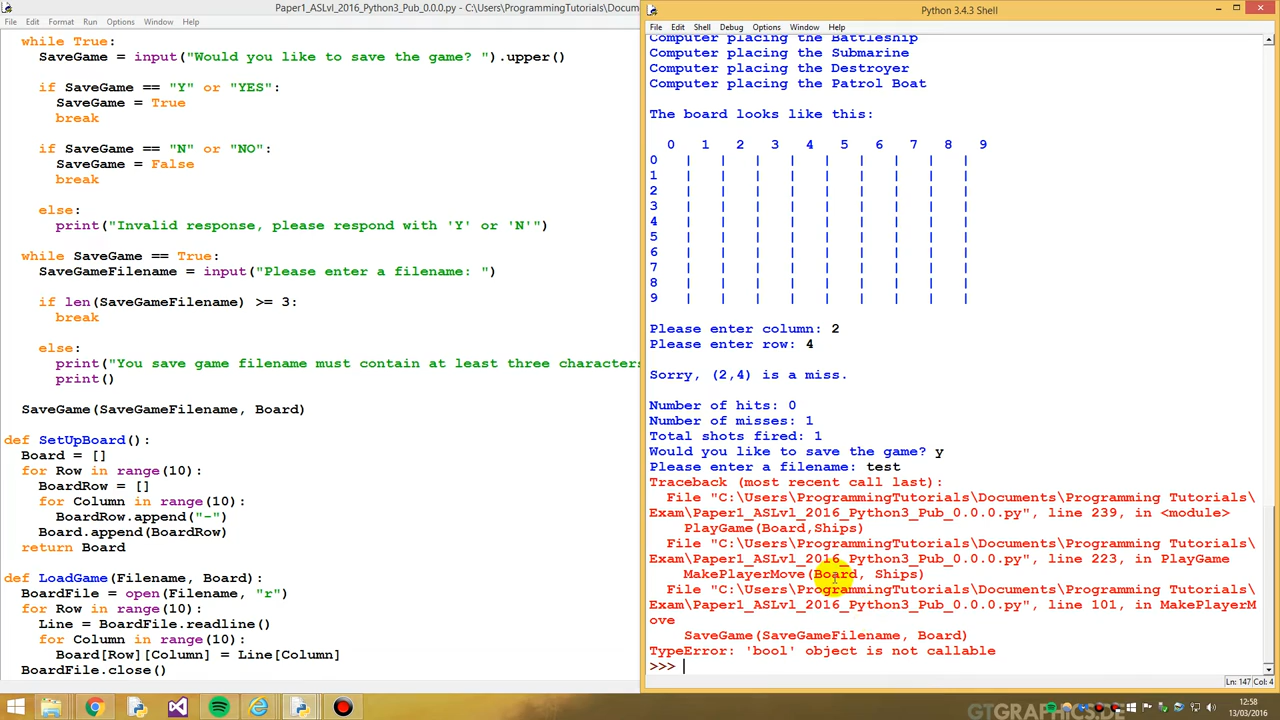 Paper1_ASLvl_2016_Python3_Pub_0.0.0.py - C:\Users\ProgrammingTutorials\Docum
File Edit Format Run Options Window Help
while True:
SaveGame = input("Would you like to save the game? ").upper()
if SaveGame == "Y" or "YES":
SaveGame = True
break
if SaveGame == "N" or "NO":
SaveGame = False
break
else:
print("Invalid response, please respond with 'Y' or 'N'")
while SaveGame == True:
SaveGameFilename = input("Please enter a filename: ")
if len(SaveGameFilename) >= 3:
break
else:
print("You save game filename must contain at least three characters
print()
SaveGame(SaveGameFilename, Board)
def SetUpBoard():
Board = []
for Row in range(10):
BoardRow = []
for Column in range(10):
BoardRow.append("-")
Board.append(BoardRow)
return Board
def LoadGame(Filename, Board):
BoardFile = open(Filename, "r")
for Row in range(10):
Line = BoardFile.readline()
for Column in range(10):
Board[Row][Column] = Line[Column]
BoardFile.close()
Python 3.4.3 Shell
File Edit Shell Debug Options Window Help
Computer placing the Battleship
Computer placing the Submarine
Computer placing the Destroyer
Computer placing the Patrol Boat
The board looks like this:
0 1 2 3 4 5 6 7 8 9
0 | | | | | | | | |
1 | | | | | | | | |
2 | | | | | | | | |
3 | | | | | | | | |
4 | | | | | | | | |
5 | | | | | | | | |
6 | | | | | | | | |
7 | | | | | | | | |
8 | | | | | | | | |
9 | | | | | | | | |
Please enter column: 2
Please enter row: 4
Sorry, (2,4) is a miss.
Number of hits: 0
Number of misses: 1
Total shots fired: 1
Would you like to save the game? y
Please enter a filename: test
Traceback (most recent call last):
File "C:\Users\ProgrammingTutorials\Documents\Programming Tutorials\
Exam\Paper1_ASLvl_2016_Python3_Pub_0.0.0.py", line 239, in <module>
PlayGame(Board,Ships)
File "C:\Users\ProgrammingTutorials\Documents\Programming Tutorials\
Exam\Paper1_ASLvl_2016_Python3_Pub_0.0.0.py", line 223, in PlayGame
MakePlayerMove(Board, Ships)
File "C:\Users\ProgrammingTutorials\Documents\Programming Tutorials\
Exam\Paper1_ASLvl_2016_Python3_Pub_0.0.0.py", line 101, in MakePlayerM
ove
SaveGame(SaveGameFilename, Board)
TypeError: 'bool' object is not callable
>>>
Ln: 147 Col: 4
GTGRAPHICSDE
12:58
13/03/2016